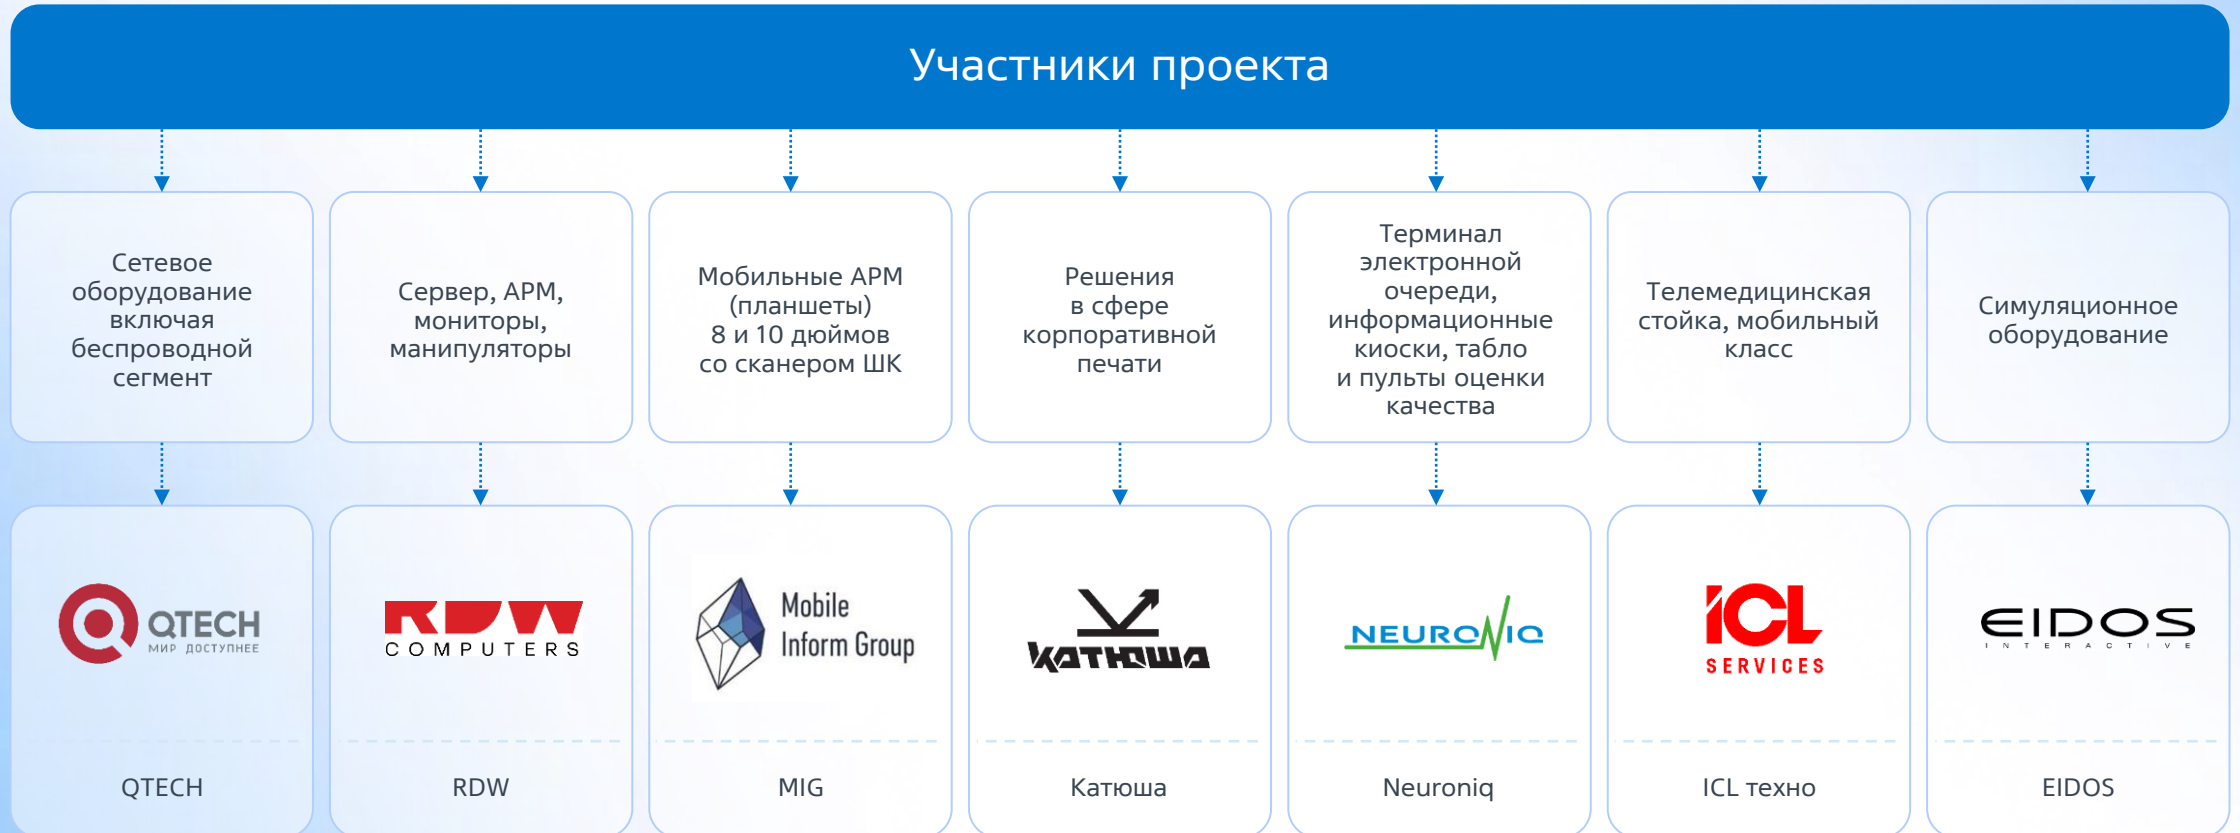 Участники проекта
Сетевое
оборудование
включая
беспроводной
сегмент
Сервер, АРМ,
мониторы,
манипуляторы
Мобильные АРМ
(планшеты)
8 и 10 дюймов
со сканером ШК
Решения
в сфере
корпоративной
печати
Терминал
электронной
очереди,
информационные
киоски, табло
и пульты оценки
качества
Телемедицинская
стойка, мобильный
класс
Симуляционное
оборудование
QTECH
МИР ДОСТУПНЕЕ
RDW
COMPUTERS
Mobile
Inform Group
Катюша
NEURONIQ
ICL
SERVICES
EIDOS
INTERACTIVE
QTECH
RDW
MIG
Катюша
Neuroniq
ICL техно
EIDOS